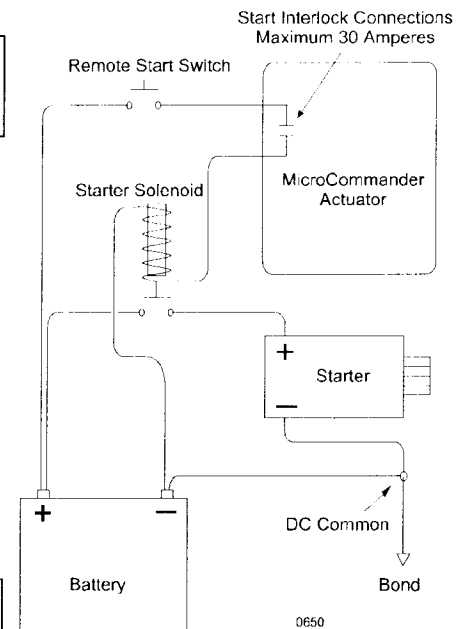 Start Interlock Connections
Maximum 30 Amperes
Remote Start Switch
MicroCommander
Actuator
Starter Solenoid
+
Starter
—
+ —
DC Common
Battery
Bond
0650